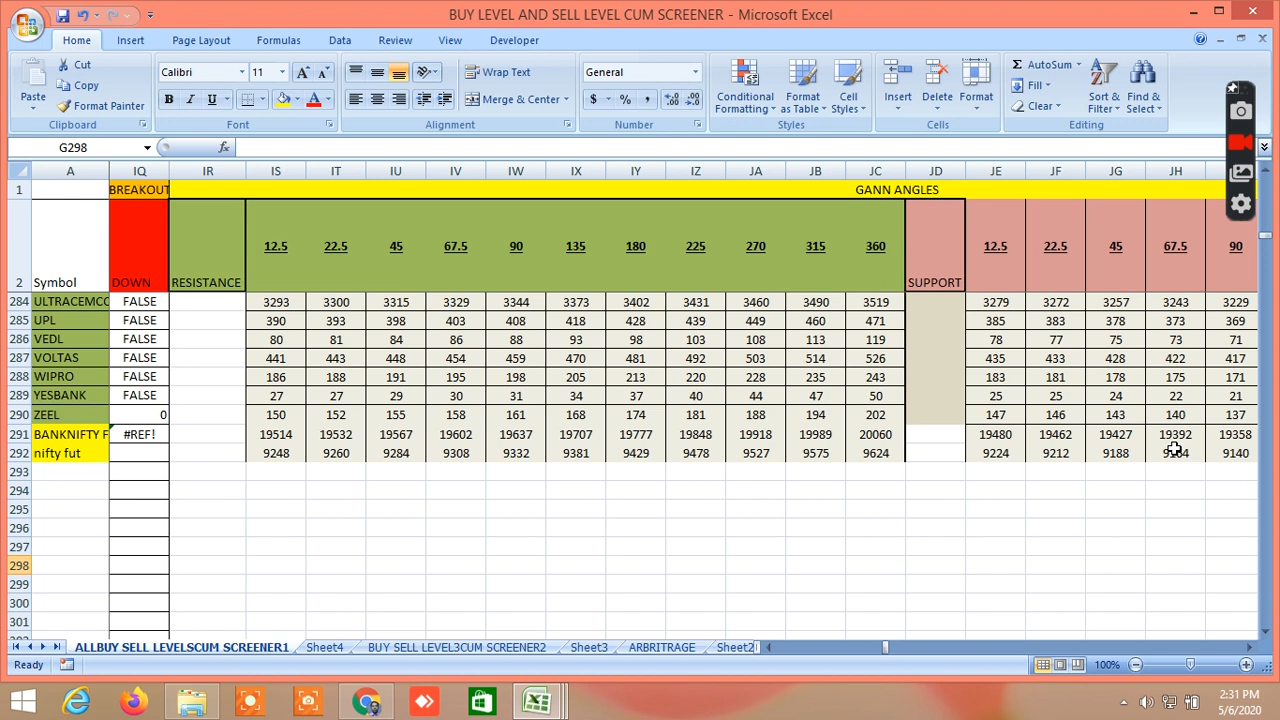 BUY LEVEL AND SELL LEVEL CUM SCREENER - Microsoft Excel
Home Insert Page Layout Formulas Data Review View Developer
Paste Cut Copy Format Painter Clipboard
Calibri 11 B I U Font
Wrap Text Merge & Center Alignment
General $ % , Number
Conditional Formatting Format as Table Cell Styles Styles
Insert Delete Format Cells
AutoSum Fill Clear Sort & Filter Find & Select Editing
G298 fx
A IQ IR IS IT IU IV IW IX IY IZ JA JB JC JD JE JF JG JH JI
1 BREAKOUT GANN ANGLES
2 Symbol DOWN RESISTANCE 12.5 22.5 45 67.5 90 135 180 225 270 315 360 SUPPORT 12.5 22.5 45 67.5 90
284 ULTRACEMCO FALSE 3293 3300 3315 3329 3344 3373 3402 3431 3460 3490 3519 3279 3272 3257 3243 3229
285 UPL FALSE 390 393 398 403 408 418 428 439 449 460 471 385 383 378 373 369
286 VEDL FALSE 80 81 84 86 88 93 98 103 108 113 119 78 77 75 73 71
287 VOLTAS FALSE 441 443 448 454 459 470 481 492 503 514 526 435 433 428 422 417
288 WIPRO FALSE 186 188 191 195 198 205 213 220 228 235 243 183 181 178 175 171
289 YESBANK FALSE 27 27 29 30 31 34 37 40 44 47 50 25 25 24 22 21
290 ZEEL 0 150 152 155 158 161 168 174 181 188 194 202 147 146 143 140 137
291 BANKNIFTY F #REF! 19514 19532 19567 19602 19637 19707 19777 19848 19918 19989 20060 19480 19462 19427 19392 19358
292 nifty fut 9248 9260 9284 9308 9332 9381 9429 9478 9527 9575 9624 9224 9212 9188 9140
293
294
295
296
297
298
299
300
301
ALLBUY SELL LEVELSCUM SCREENER1 Sheet4 BUY SELL LEVEL3CUM SCREENER2 Sheet3 ARBRITRAGE Sheet2
Ready 100%
2:31 PM
5/6/2020